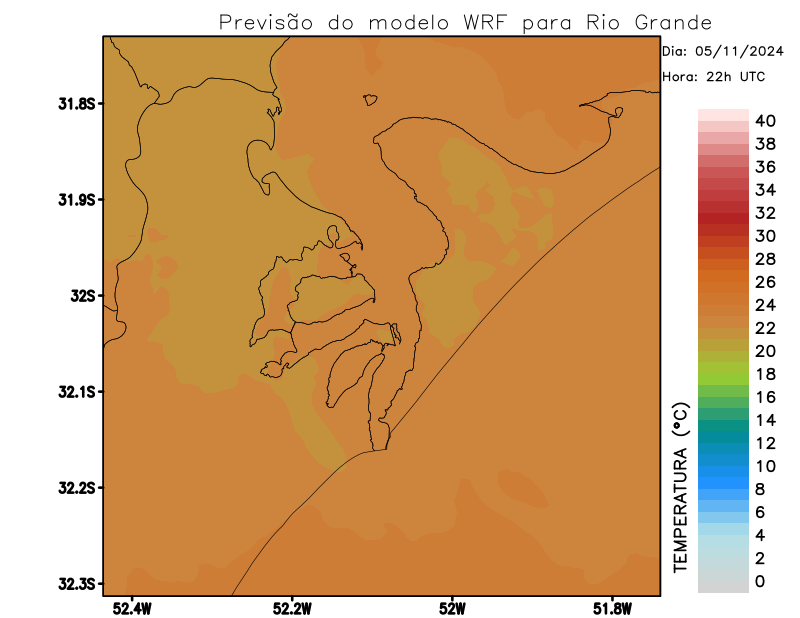 Previsão do modelo WRF para Rio Grande
Dia: 05/11/2024
Hora: 22h UTC
31.8S
31.9S
32S
32.1S
32.2S
32.3S
52.4W
52.2W
52W
51.8W
TEMPERATURA (°C)
40
38
36
34
32
30
28
26
24
22
20
18
16
14
12
10
8
6
4
2
0